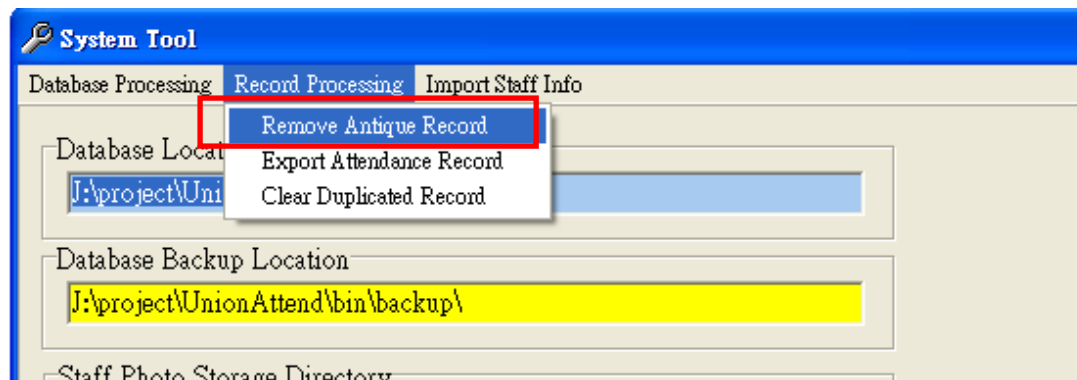 System Tool
Database Processing Record Processing Import Staff Info
Remove Antique Record
Database Locat
Export Attendance Record
J:\project\Uni
Clear Duplicated Record
Database Backup Location
J:\project\UnionAttend\bin\backup\
Staff Photo Storage Directory